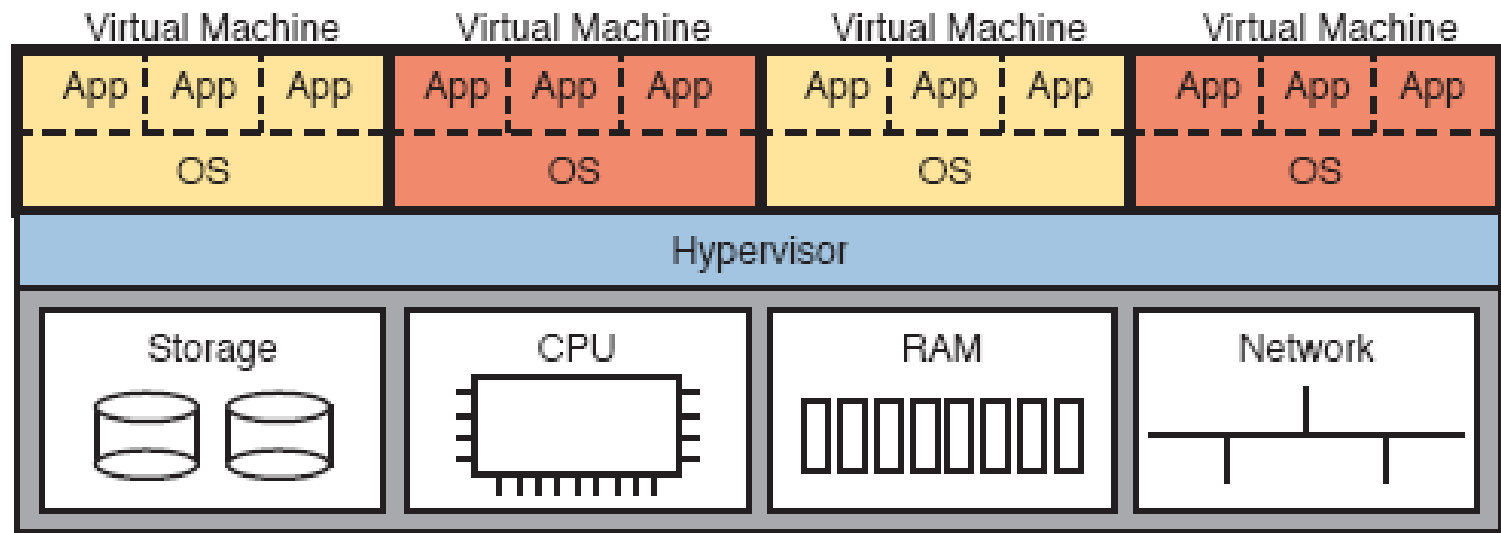 Virtual Machine Virtual Machine Virtual Machine Virtual Machine
App App App App App App App App App App App App
OS OS OS OS
Hypervisor
Storage CPU RAM Network